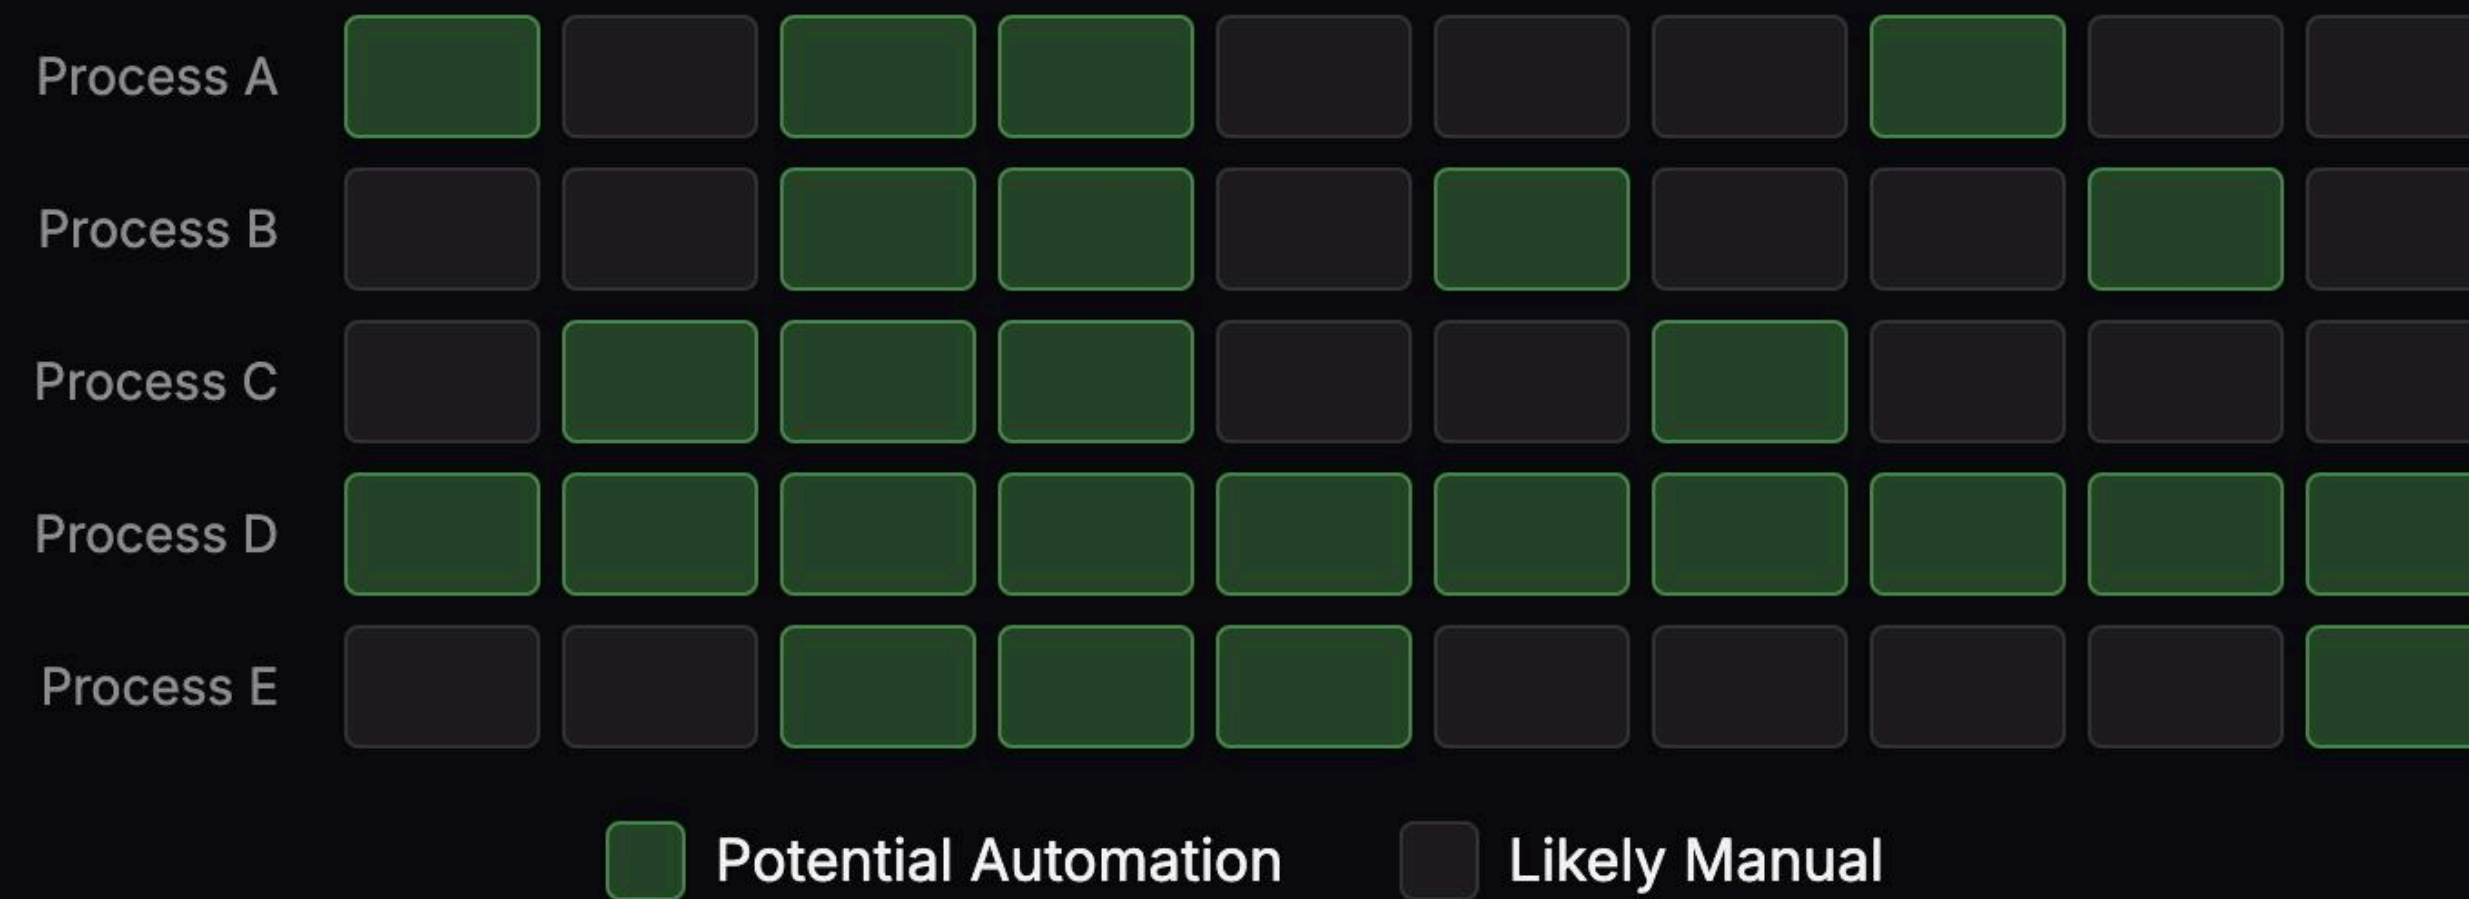 Process A
Process B
Process C
Process D
Process E
Potential Automation Likely Manual